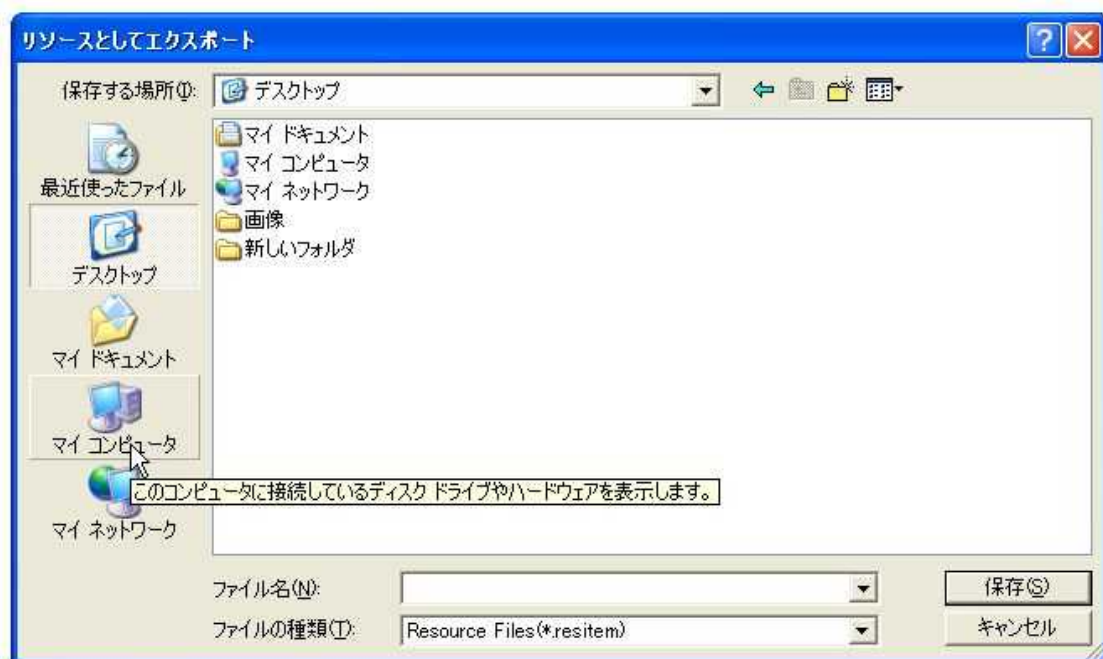 リソースとしてエクスポート
保存する場所(I):
デスクトップ
最近使ったファイル
デスクトップ
マイ ドキュメント
マイ コンピュータ
マイ ネットワーク
マイ ドキュメント
マイ コンピュータ
マイ ネットワーク
画像
新しいフォルダ
このコンピュータに接続しているディスク ドライブやハードウェアを表示します。
ファイル名(N):
保存(S)
ファイルの種類(T):
Resource Files(*.resitem)
キャンセル